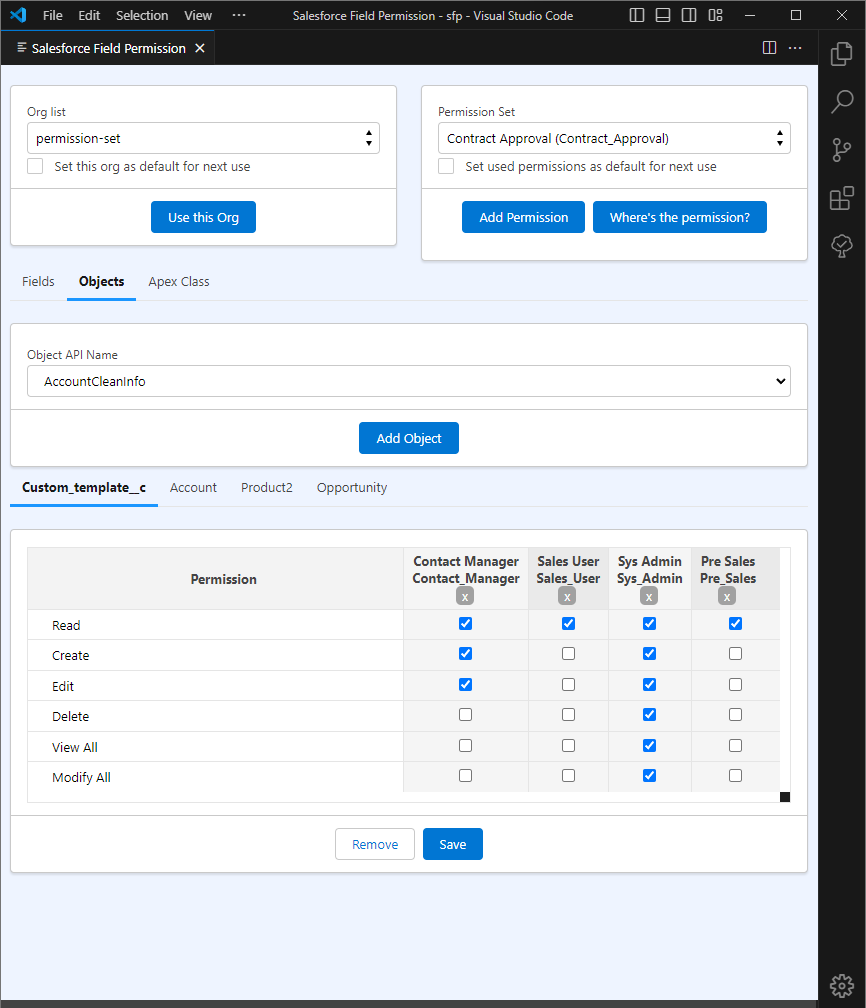 File Edit Selection View ··· Salesforce Field Permission - sfp - Visual Studio Code
Salesforce Field Permission
Org list
permission-set
Set this org as default for next use
Use this Org
Permission Set
Contract Approval (Contract_Approval)
Set used permissions as default for next use
Add Permission Where's the permission?
Fields Objects Apex Class
Object API Name
AccountCleanInfo
Add Object
Custom_template__c Account Product2 Opportunity
Permission
Contact Manager
Contact_Manager
x
Sales User
Sales_User
x
Sys Admin
Sys_Admin
x
Pre Sales
Pre_Sales
x
Read
Create
Edit
Delete
View All
Modify All
Remove Save